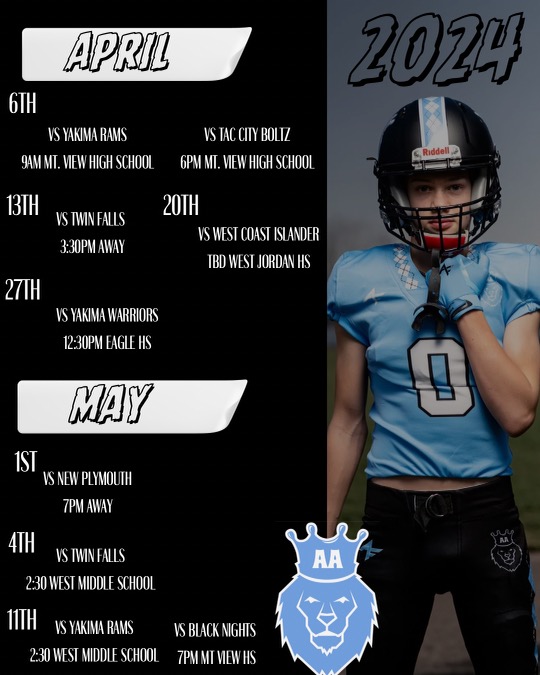 2024
APRIL
6TH
VS YAKIMA RAMS
9AM MT. VIEW HIGH SCHOOL
VS TAC CITY BOLTZ
6PM MT. VIEW HIGH SCHOOL
13TH
VS TWIN FALLS
3:30PM AWAY
20TH
VS WEST COAST ISLANDER
TBD WEST JORDAN HS
27TH
VS YAKIMA WARRIORS
12:30PM EAGLE HS
MAY
1ST
VS NEW PLYMOUTH
7PM AWAY
4TH
VS TWIN FALLS
2:30 WEST MIDDLE SCHOOL
11TH
VS YAKIMA RAMS
2:30 WEST MIDDLE SCHOOL
VS BLACK NIGHTS
7PM MT VIEW HS
Riddell
0
AA